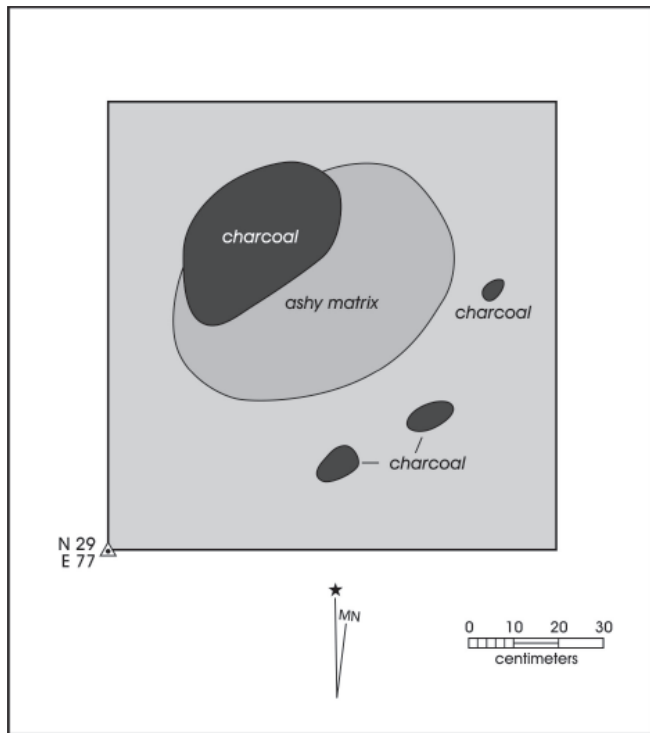 charcoal
ashy matrix
charcoal
charcoal
N 29
E 77
MN
0 10 20 30
centimeters